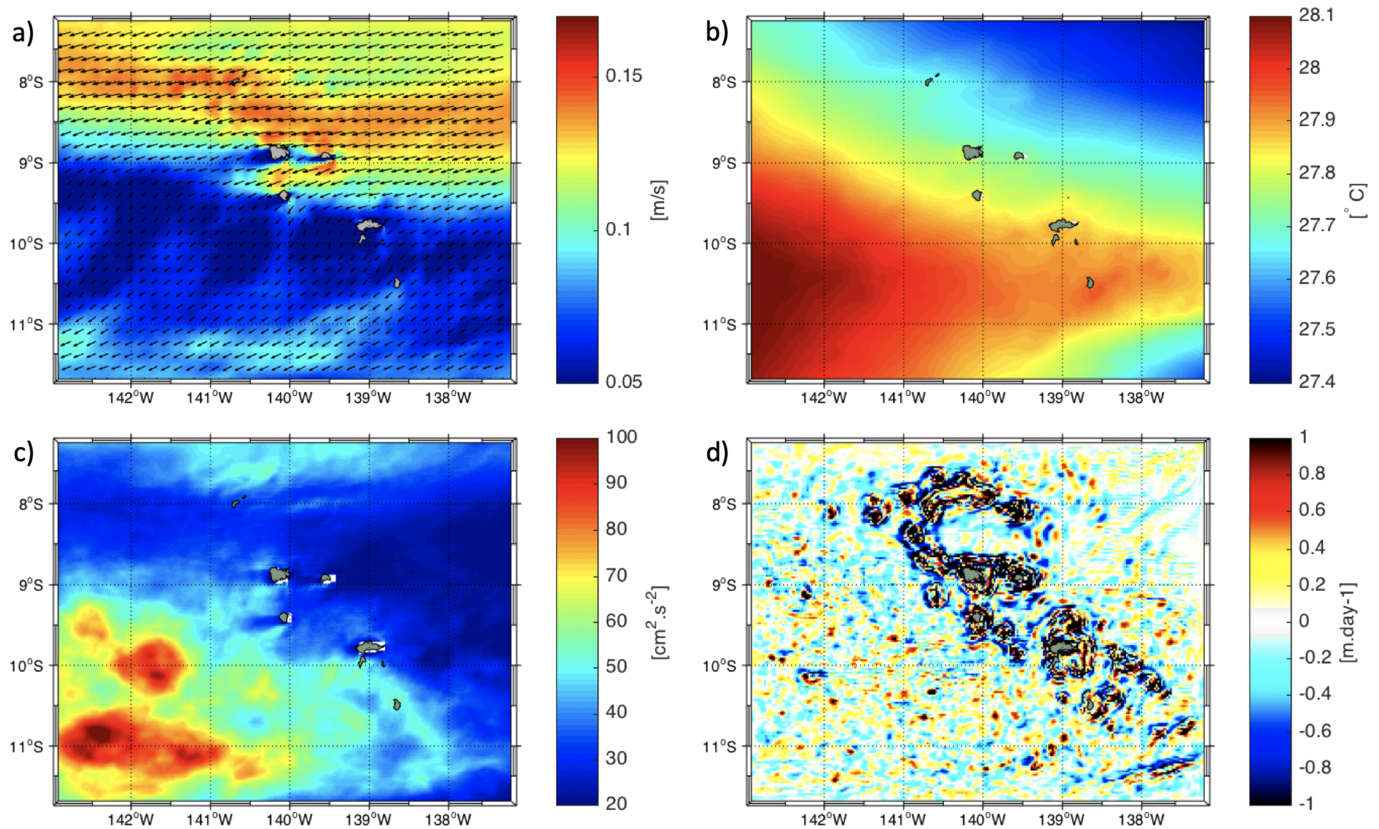 a)
8°S
9°S
10°S
11°S
142°W 141°W 140°W 139°W 138°W
0.15
0.1
0.05
[m/s]
b)
8°S
9°S
10°S
11°S
142°W 141°W 140°W 139°W 138°W
28.1
28
27.9
27.8
27.7
27.6
27.5
27.4
[° C]
c)
8°S
9°S
10°S
11°S
142°W 141°W 140°W 139°W 138°W
100
90
80
70
60
50
40
30
20
[cm².s⁻²]
d)
8°S
9°S
10°S
11°S
142°W 141°W 140°W 139°W 138°W
1
0.8
0.6
0.4
0.2
0
-0.2
-0.4
-0.6
-0.8
-1
[m.day-1]